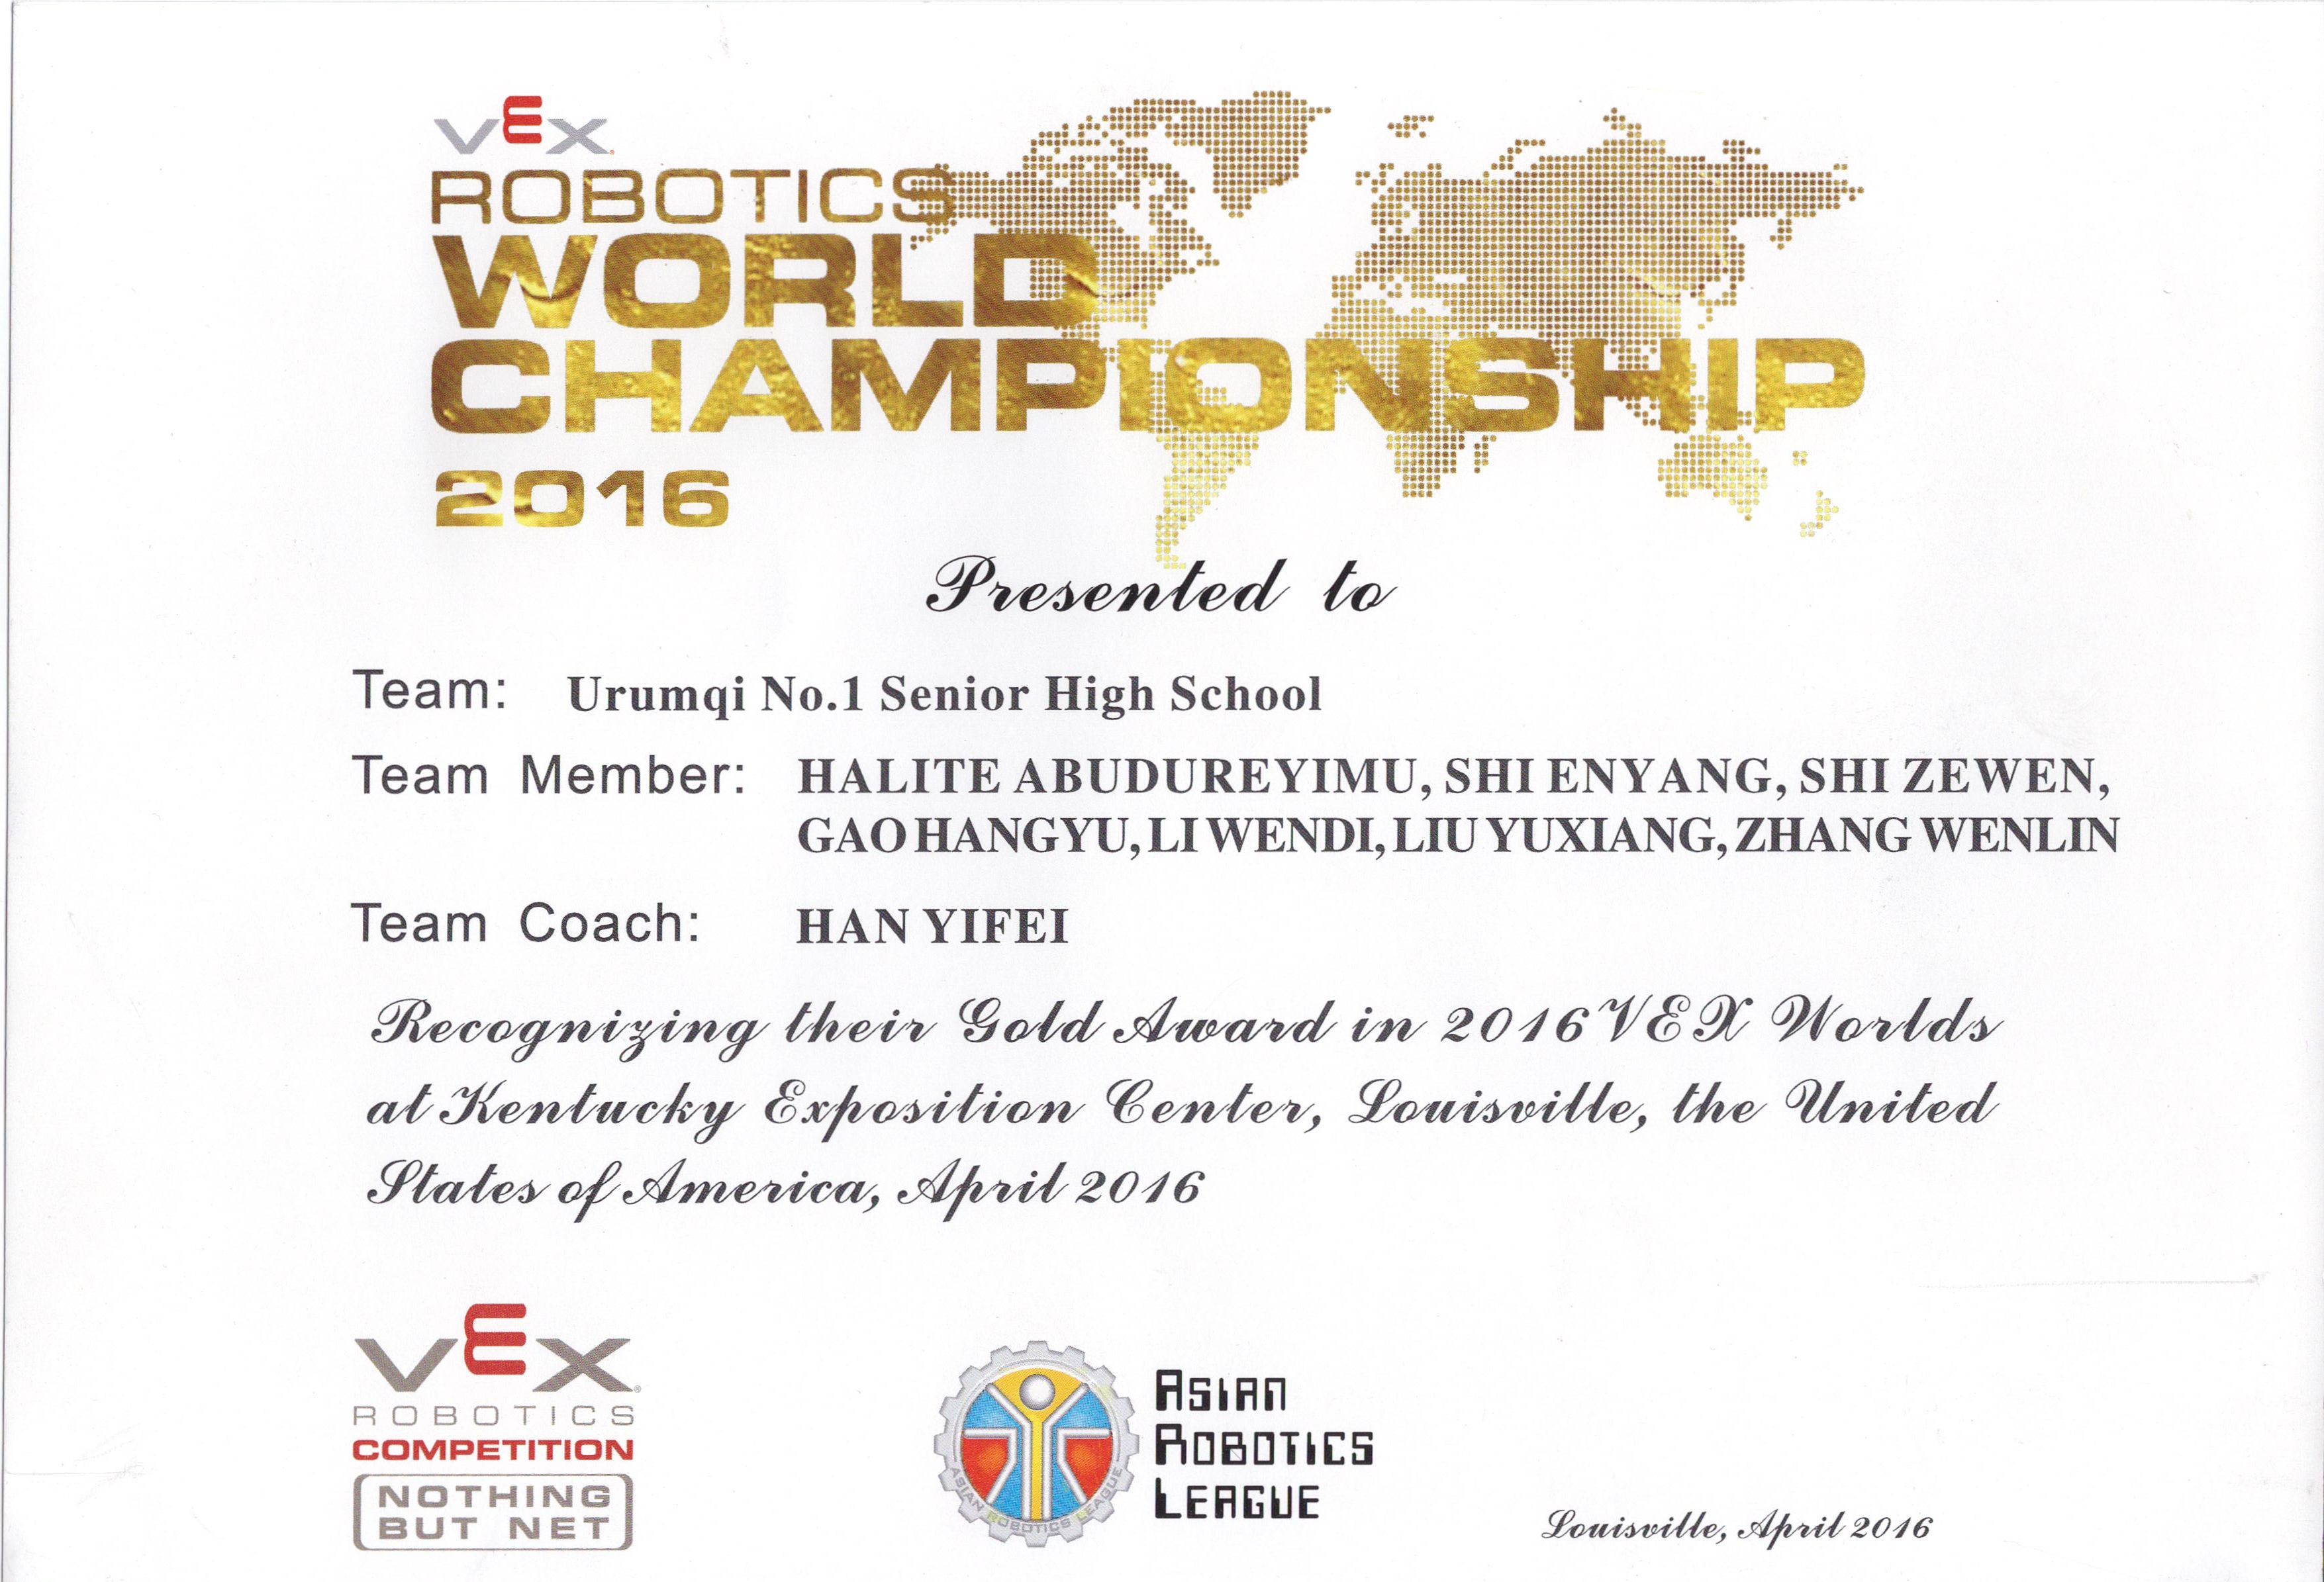 VEX
ROBOTICS
WORLD
CHAMPIONSHIP
2016
Presented to
Team: Urumqi No.1 Senior High School
Team Member: HALITE ABUDUREYIMU, SHI ENYANG, SHI ZEWEN,
GAO HANGYU, LI WENDI, LIU YUXIANG, ZHANG WENLIN
Team Coach: HAN YIFEI
Recognizing their Gold Award in 2016 VEX Worlds
at Kentucky Exposition Center, Louisville, the United
States of America, April 2016
VEX
ROBOTICS
COMPETITION
NOTHING
BUT NET
ASIAN ROBOTICS LEAGUE
ASIAN
ROBOTICS
LEAGUE
Louisville, April 2016